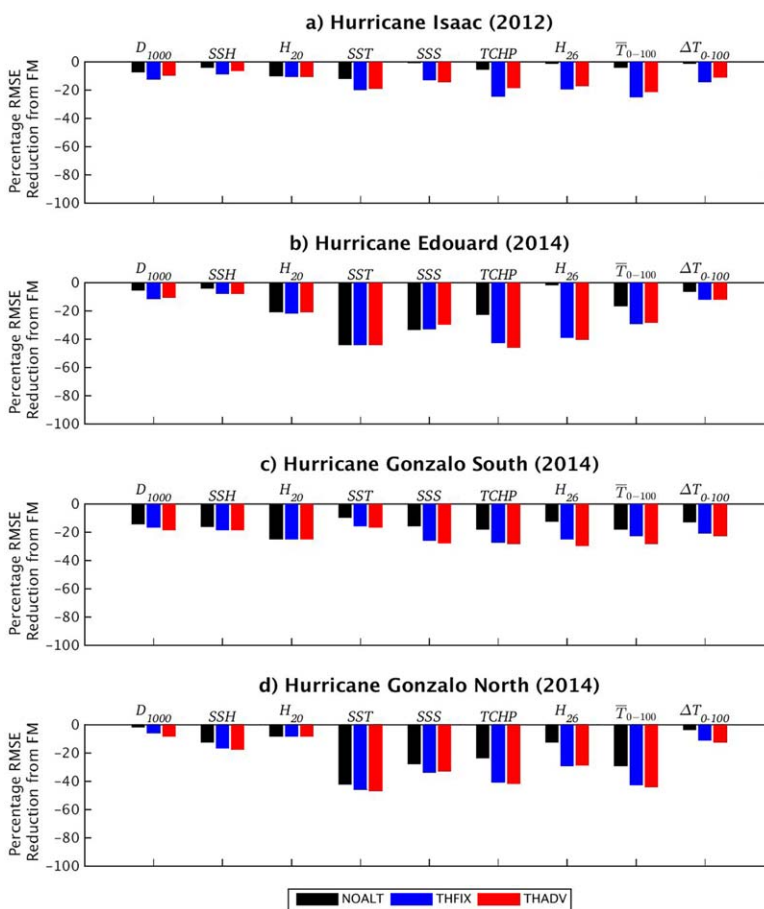 a) Hurricane Isaac (2012)
D1000 SSH H20 SST SSS TCHP H26 T̅0−100 ΔT0-100
Percentage RMSE
Reduction from FM
0
-20
-40
-60
-80
-100
b) Hurricane Edouard (2014)
D1000 SSH H20 SST SSS TCHP H26 T̅0−100 ΔT0-100
Percentage RMSE
Reduction from FM
0
-20
-40
-60
-80
-100
c) Hurricane Gonzalo South (2014)
D1000 SSH H20 SST SSS TCHP H26 T̅0−100 ΔT0-100
Percentage RMSE
Reduction from FM
0
-20
-40
-60
-80
-100
d) Hurricane Gonzalo North (2014)
D1000 SSH H20 SST SSS TCHP H26 T̅0−100 ΔT0-100
Percentage RMSE
Reduction from FM
0
-20
-40
-60
-80
-100
NOALT THFIX THADV